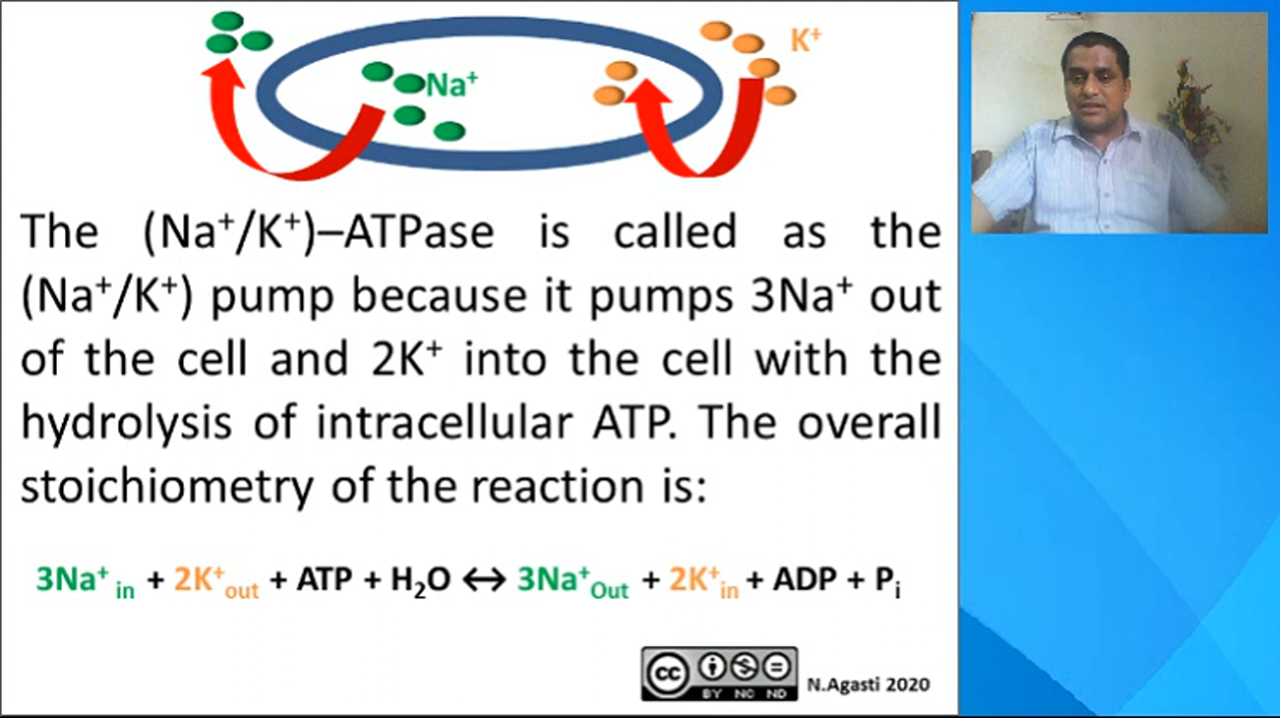 K⁺
Na⁺
The (Na⁺/K⁺)–ATPase is called as the
(Na⁺/K⁺) pump because it pumps 3Na⁺ out
of the cell and 2K⁺ into the cell with the
hydrolysis of intracellular ATP. The overall
stoichiometry of the reaction is:
3Na⁺ in + 2K⁺out + ATP + H₂O ↔ 3Na⁺Out + 2K⁺in + ADP + Pi
cc
BY NC ND
N.Agasti 2020